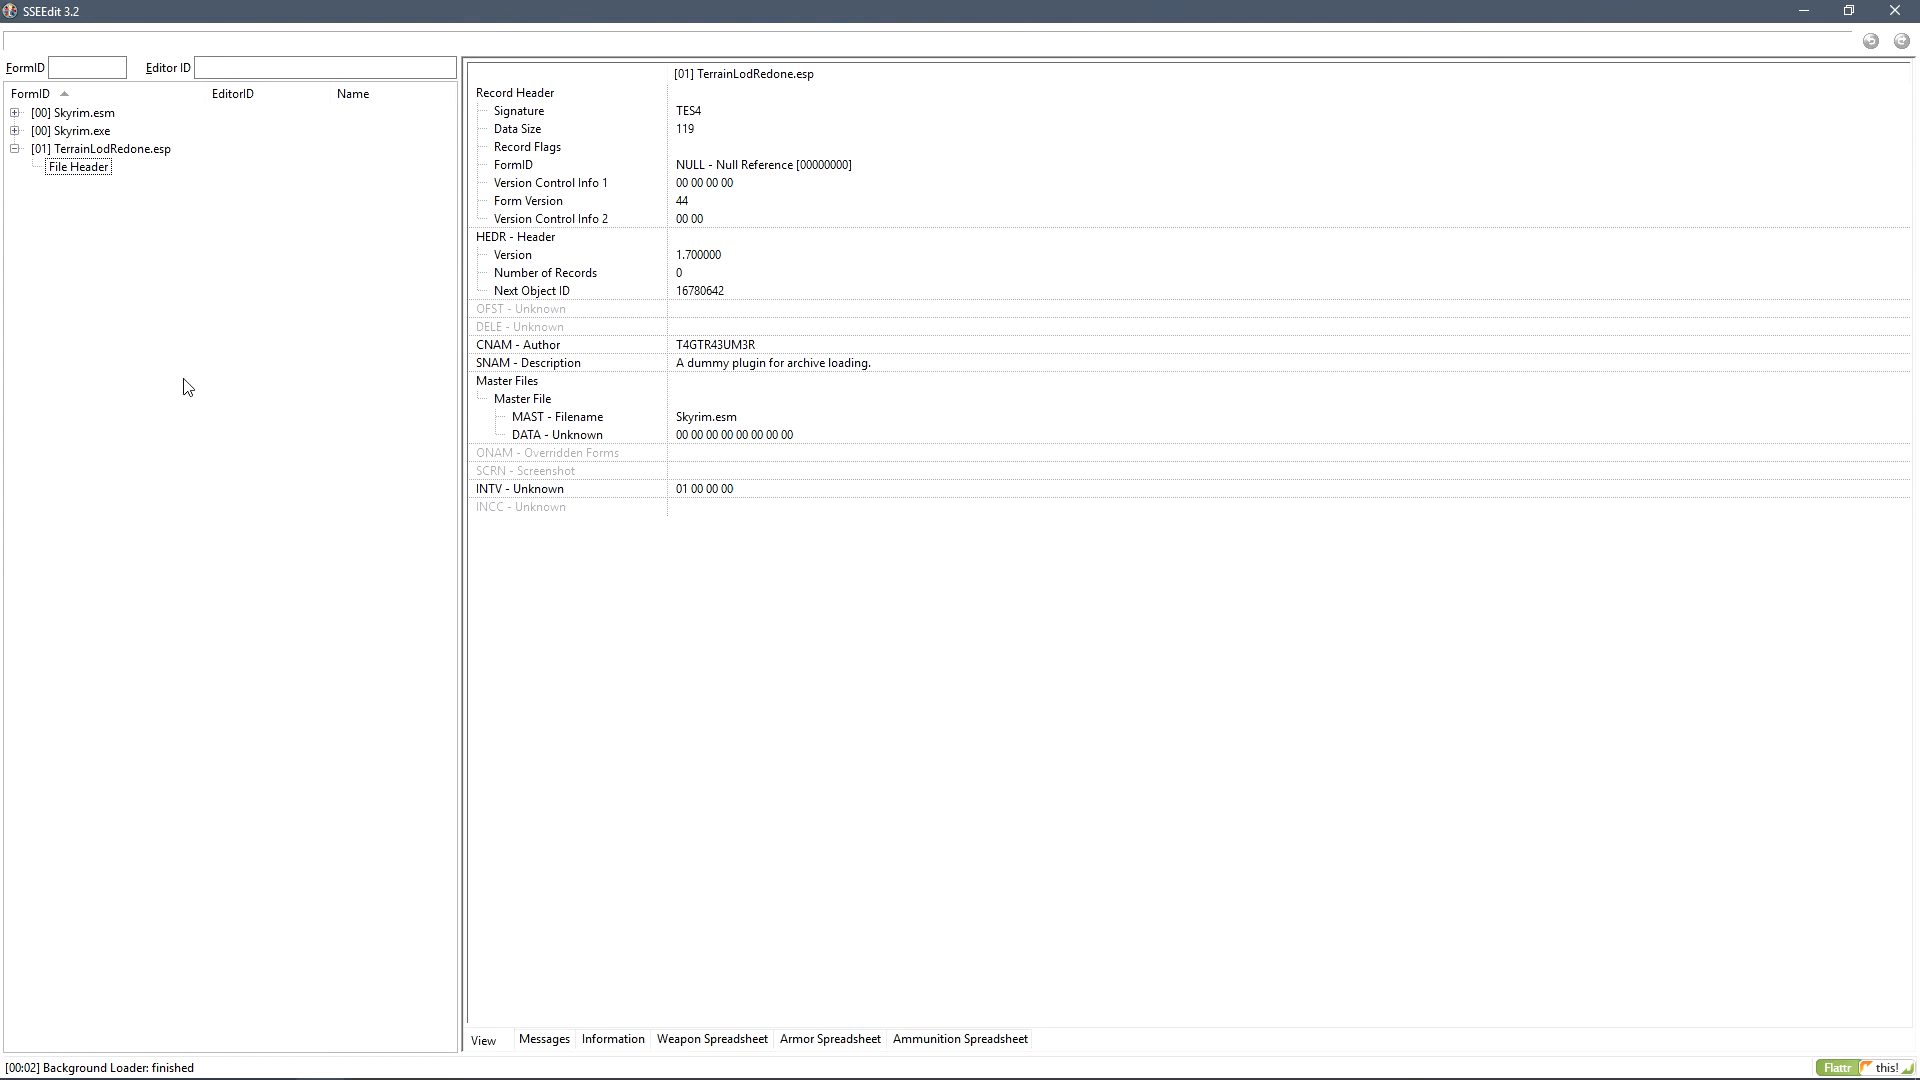 SSEEdit 3.2
FormID Editor ID
FormID EditorID Name
[00] Skyrim.esm
[00] Skyrim.exe
[01] TerrainLodRedone.esp
File Header
[01] TerrainLodRedone.esp
Record Header
Signature TES4
Data Size 119
Record Flags
FormID NULL - Null Reference [00000000]
Version Control Info 1 00 00 00 00
Form Version 44
Version Control Info 2 00 00
HEDR - Header
Version 1.700000
Number of Records 0
Next Object ID 16780642
OFST - Unknown
DELE - Unknown
CNAM - Author T4GTR43UM3R
SNAM - Description A dummy plugin for archive loading.
Master Files
Master File
MAST - Filename Skyrim.esm
DATA - Unknown 00 00 00 00 00 00 00 00
ONAM - Overridden Forms
SCRN - Screenshot
INTV - Unknown 01 00 00 00
INCC - Unknown
View Messages Information Weapon Spreadsheet Armor Spreadsheet Ammunition Spreadsheet
[00:02] Background Loader: finished
Flattr this!